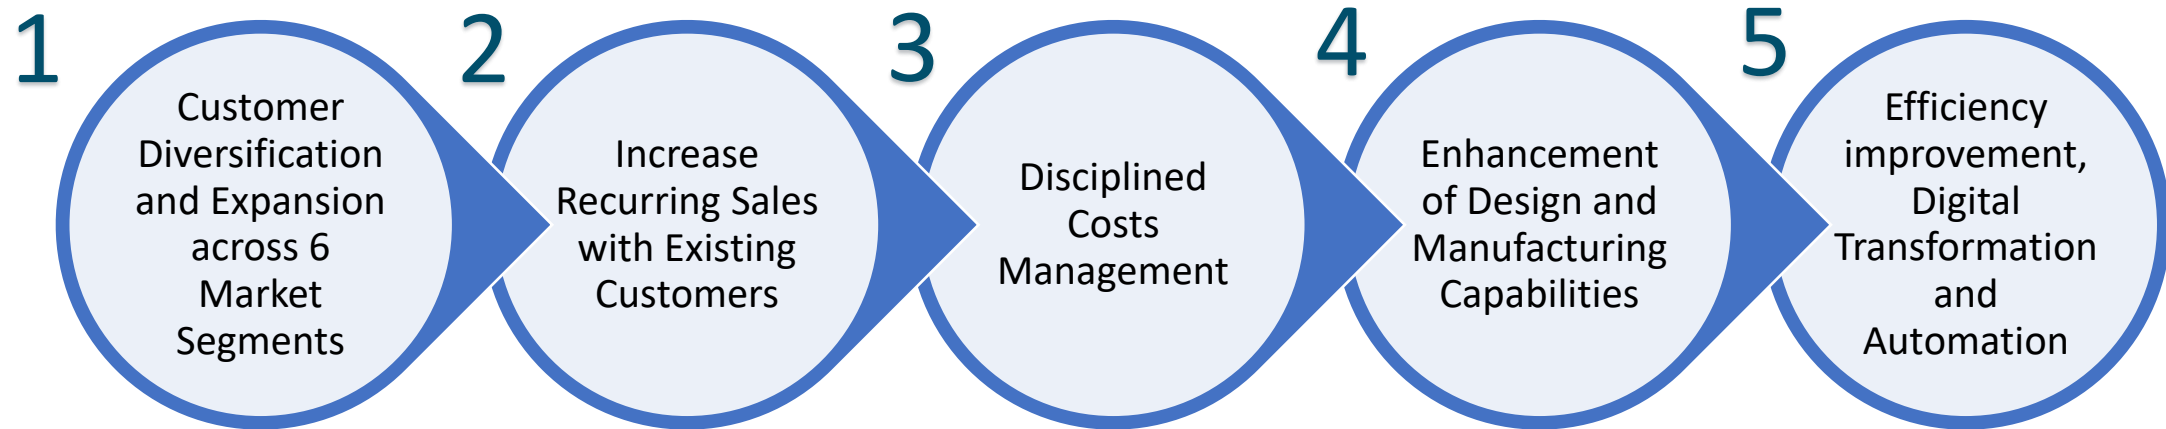 1
Customer
Diversification
and Expansion
across 6
Market
Segments
2
Increase
Recurring Sales
with Existing
Customers
3
Disciplined
Costs
Management
4
Enhancement
of Design and
Manufacturing
Capabilities
5
Efficiency
improvement,
Digital
Transformation
and
Automation